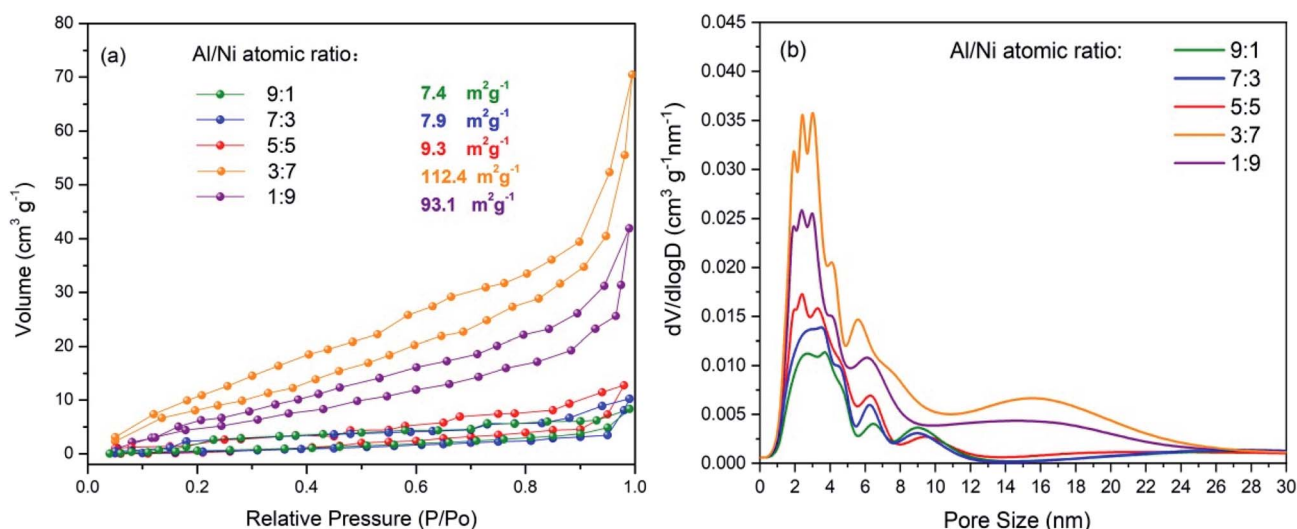 (a)
Al/Ni atomic ratio:
9:1 7.4 m²g⁻¹
7:3 7.9 m²g⁻¹
5:5 9.3 m²g⁻¹
3:7 112.4 m²g⁻¹
1:9 93.1 m²g⁻¹
Volume (cm³ g⁻¹)
80
70
60
50
40
30
20
10
0
0.0 0.2 0.4 0.6 0.8 1.0
Relative Pressure (P/Po)
(b)
Al/Ni atomic ratio:
9:1
7:3
5:5
3:7
1:9
dV/dlogD (cm³ g⁻¹nm⁻¹)
0.045
0.040
0.035
0.030
0.025
0.020
0.015
0.010
0.005
0.000
0 2 4 6 8 10 12 14 16 18 20 22 24 26 28 30
Pore Size (nm)